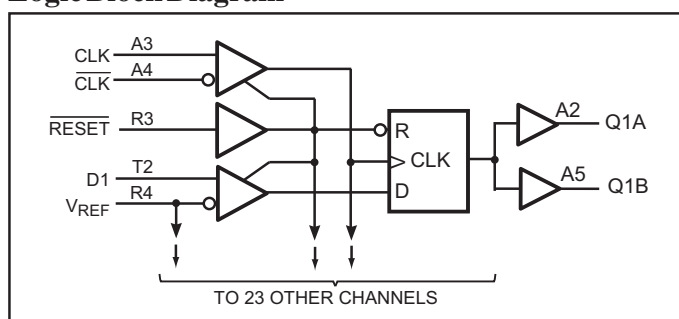 Logic Block Diagram
CLK A3
CLK A4
RESET R3
D1 T2
VREF R4
R
CLK
D
A2 Q1A
A5 Q1B
TO 23 OTHER CHANNELS